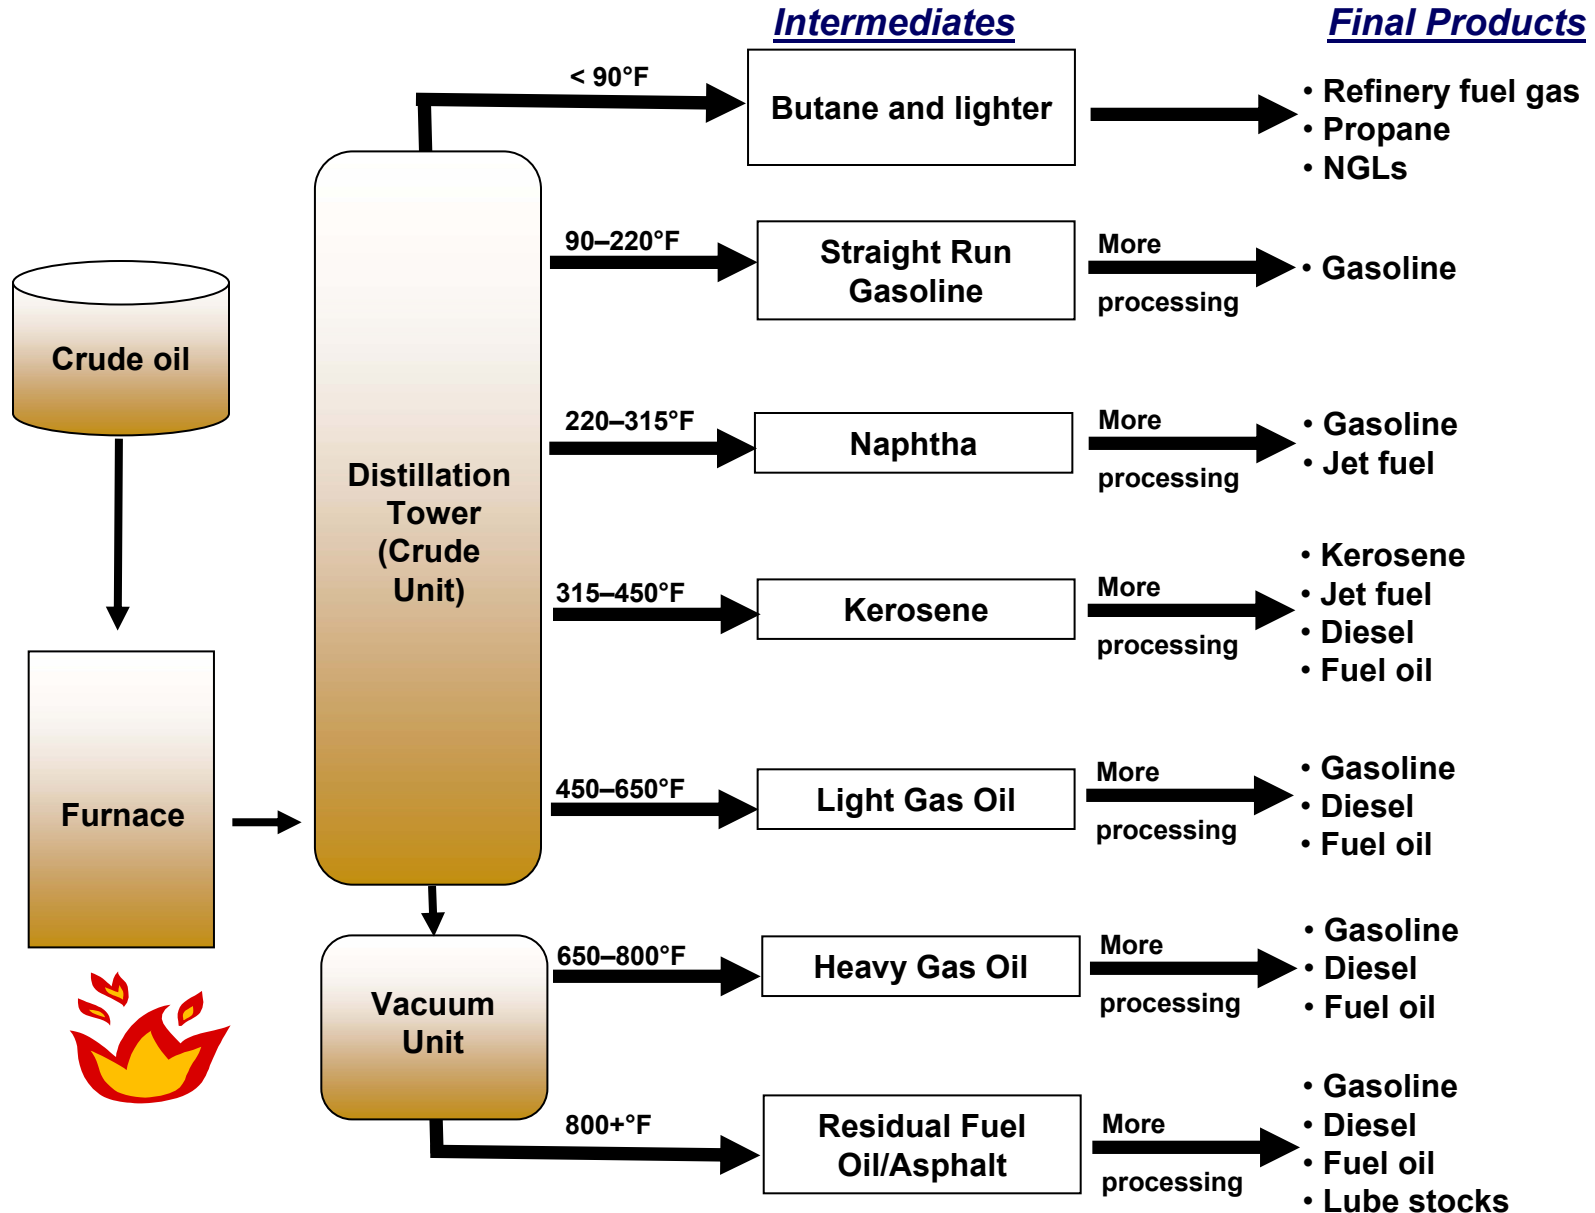 Intermediates
Final Products
< 90°F
Butane and lighter
• Refinery fuel gas
• Propane
• NGLs
90–220°F
Straight Run
Gasoline
More
processing
• Gasoline
Crude oil
220–315°F
Naphtha
More
processing
• Gasoline
• Jet fuel
Distillation
Tower
(Crude
Unit)
315–450°F
Kerosene
More
processing
• Kerosene
• Jet fuel
• Diesel
• Fuel oil
Furnace
450–650°F
Light Gas Oil
More
processing
• Gasoline
• Diesel
• Fuel oil
Vacuum
Unit
650–800°F
Heavy Gas Oil
More
processing
• Gasoline
• Diesel
• Fuel oil
800+°F
Residual Fuel
Oil/Asphalt
More
processing
• Gasoline
• Diesel
• Fuel oil
• Lube stocks